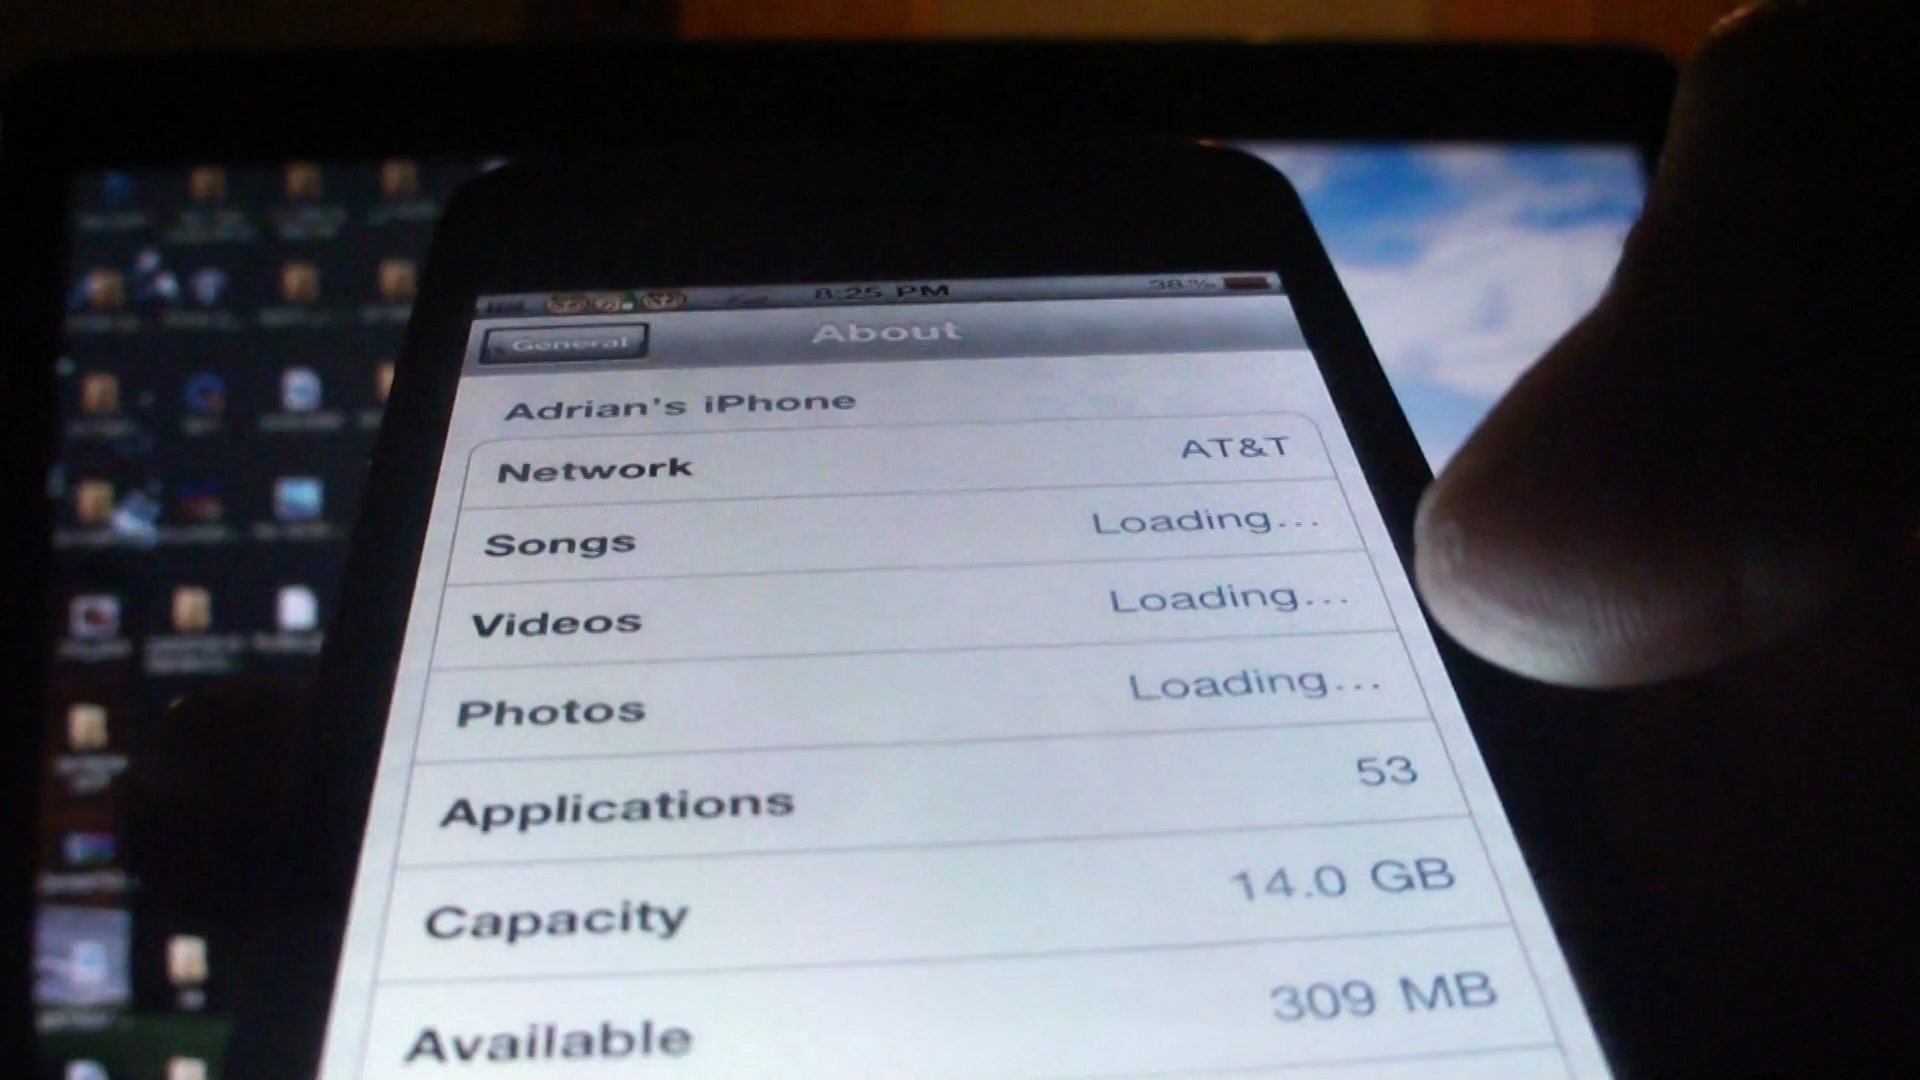 8:25 PM 38%
General
About
Adrian's iPhone
Network AT&T
Songs Loading...
Videos Loading...
Photos Loading...
Applications 53
Capacity 14.0 GB
Available 309 MB